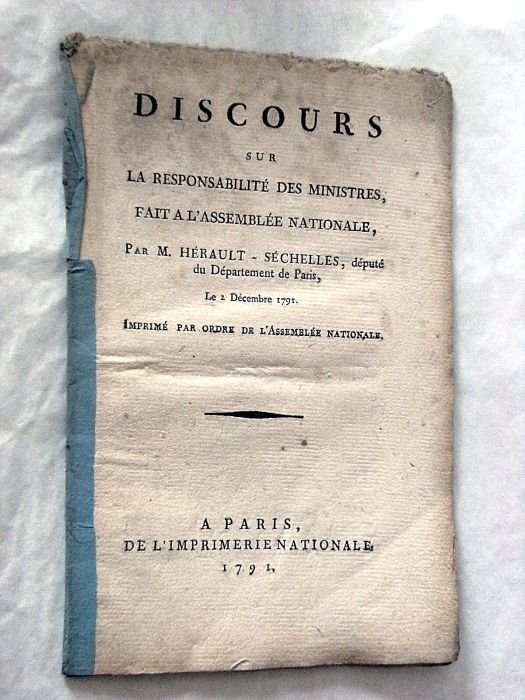 DISCOURS
SUR
LA RESPONSABILITÉ DES MINISTRES,
FAIT A L'ASSEMBLÉE NATIONALE,
PAR M. HÉRAULT - SÉCHELLES, député
du Département de Paris,
Le 2 Décembre 1791.
IMPRIMÉ PAR ORDRE DE L'ASSEMBLÉE NATIONALE.
A PARIS,
DE L'IMPRIMERIE NATIONALE.
1791.